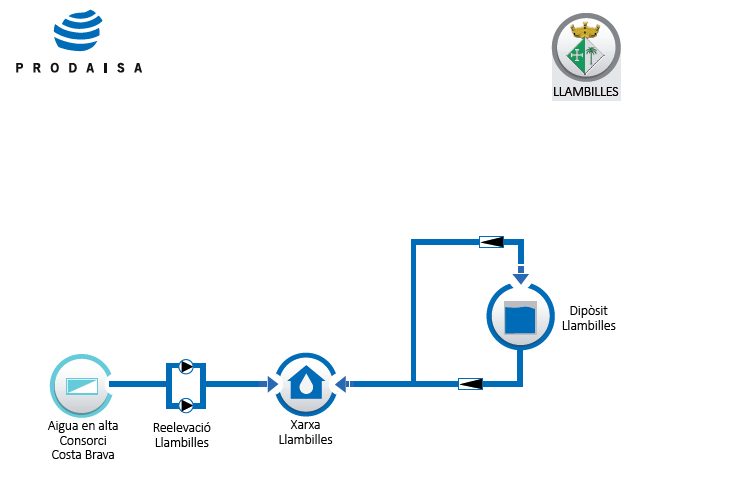 PRODAISA
LLAMBILLES
Dipòsit
Llambilles
Aigua en alta
Consorci
Costa Brava
Reelevació
Llambilles
Xarxa
Llambilles